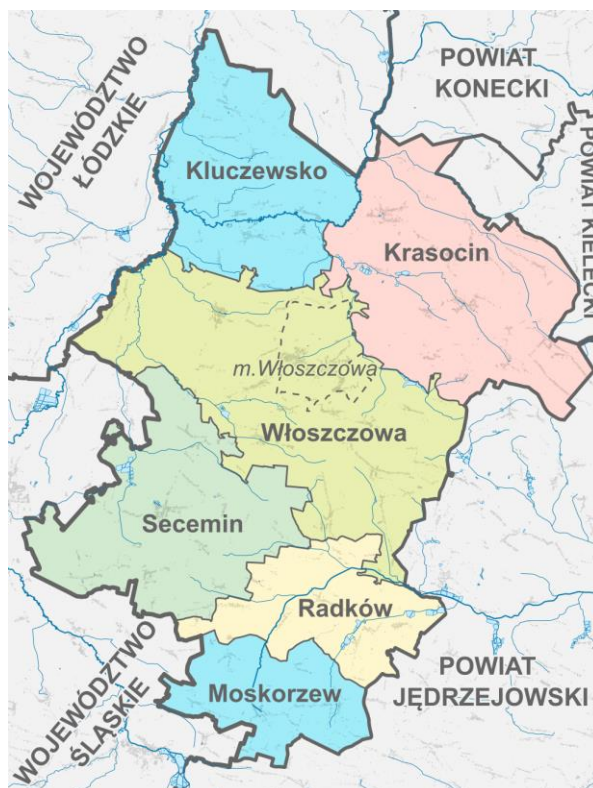 WOJEWÓDZTWO
ŁÓDZKIE
POWIAT
KONECKI
POWIAT KIELECKI
Kluczewsko
Krasocin
m.Włoszczowa
Włoszczowa
Secemin
Radków
Moskorzew
WOJEWÓDZTWO
ŚLĄSKIE
POWIAT
JĘDRZEJOWSKI